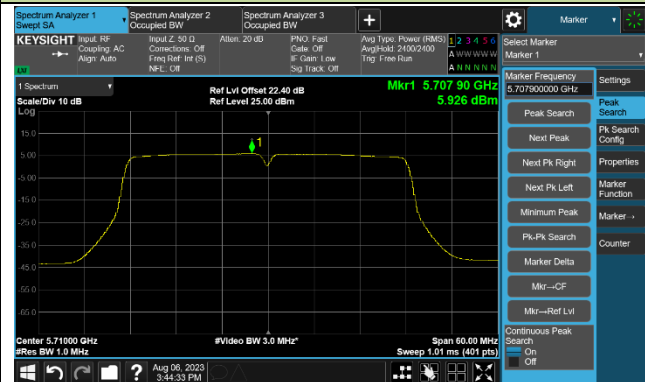 Spectrum Analyzer 1
Swept SA
Spectrum Analyzer 2
Occupied BW
Spectrum Analyzer 3
Occupied BW
Marker
KEYSIGHT
Input: RF
Coupling: AC
Align: Auto
Input Z: 50 Ω
Corrections: Off
Freq Ref: Int (S)
NFE: Off
Atten: 20 dB
PNO: Fast
Gate: Off
IF Gain: Low
Sig Track: Off
Avg Type: Power (RMS)
Avg|Hold: 2400/2400
Trig: Free Run
1 2 3 4 5 6
A W W W W W
A N N N N N
Select Marker
Marker 1
1 Spectrum
Scale/Div 10 dB
Log
Ref Lvl Offset 22.40 dB
Ref Level 25.00 dBm
Mkr1 5.707 90 GHz
5.926 dBm
15.0
5.00
-5.00
-15.0
-25.0
-35.0
-45.0
-55.0
-65.0
1
Center 5.71000 GHz
#Res BW 1.0 MHz
#Video BW 3.0 MHz*
Span 60.00 MHz
Sweep 1.01 ms (401 pts)
Marker Frequency
5.707900000 GHz
Peak Search
Next Peak
Next Pk Right
Next Pk Left
Minimum Peak
Pk-Pk Search
Marker Delta
Mkr→CF
Mkr→Ref Lvl
Continuous Peak
Search
On
Off
Settings
Peak
Search
Pk Search
Config
Properties
Marker
Function
Marker→
Counter
Aug 06, 2023
3:44:33 PM